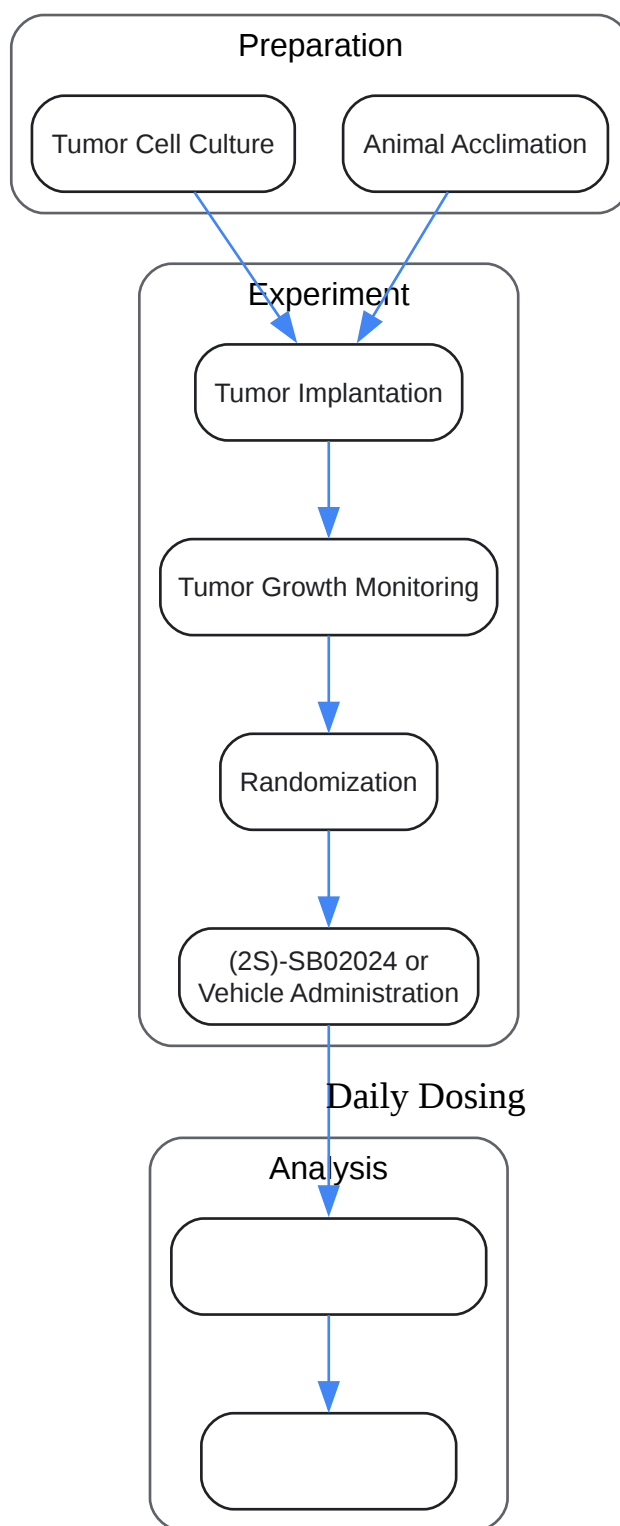 Preparation
Tumor Cell Culture
Animal Acclimation
Experiment
Tumor Implantation
Tumor Growth Monitoring
Randomization
(2S)-SB02024 or
Vehicle Administration
Daily Dosing
Analysis